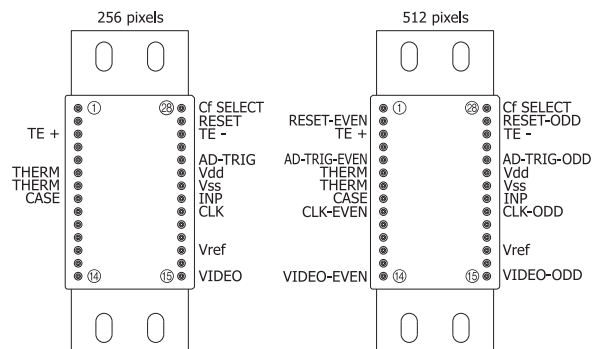 256 pixels
① ㉘ Cf SELECT
RESET
TE + TE -
AD-TRIG
THERM Vdd
THERM Vss
CASE INP
CLK
Vref
⑭ ⑮ VIDEO
512 pixels
① ㉘ Cf SELECT
RESET-EVEN RESET-ODD
TE + TE -
AD-TRIG-EVEN AD-TRIG-ODD
THERM Vdd
THERM Vss
CASE INP
CLK-EVEN CLK-ODD
Vref
VIDEO-EVEN ⑭ ⑮ VIDEO-ODD